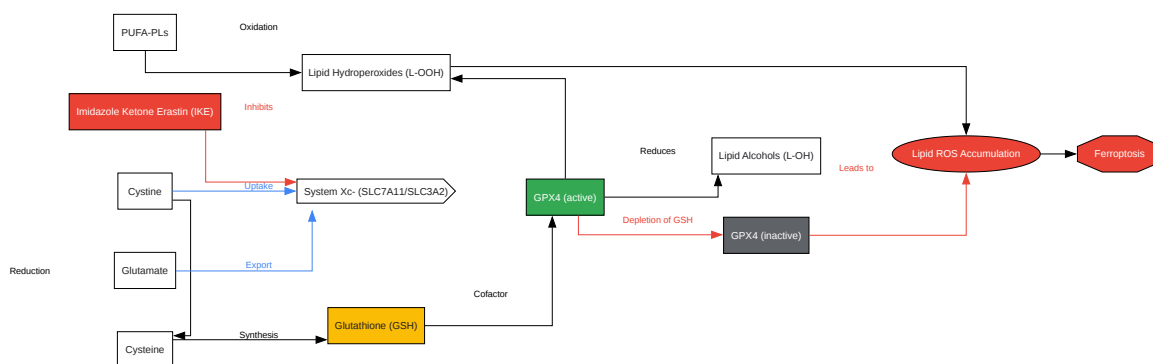 PUFA-PLs
Oxidation
Lipid Hydroperoxides (L-OOH)
Imidazole Ketone Erastin (IKE)
Inhibits
Reduces
Lipid Alcohols (L-OH)
Lipid ROS Accumulation
Ferroptosis
Leads to
Cystine
Uptake
System Xc- (SLC7A11/SLC3A2)
GPX4 (active)
Depletion of GSH
GPX4 (inactive)
Reduction
Glutamate
Export
Cofactor
Cysteine
Synthesis
Glutathione (GSH)